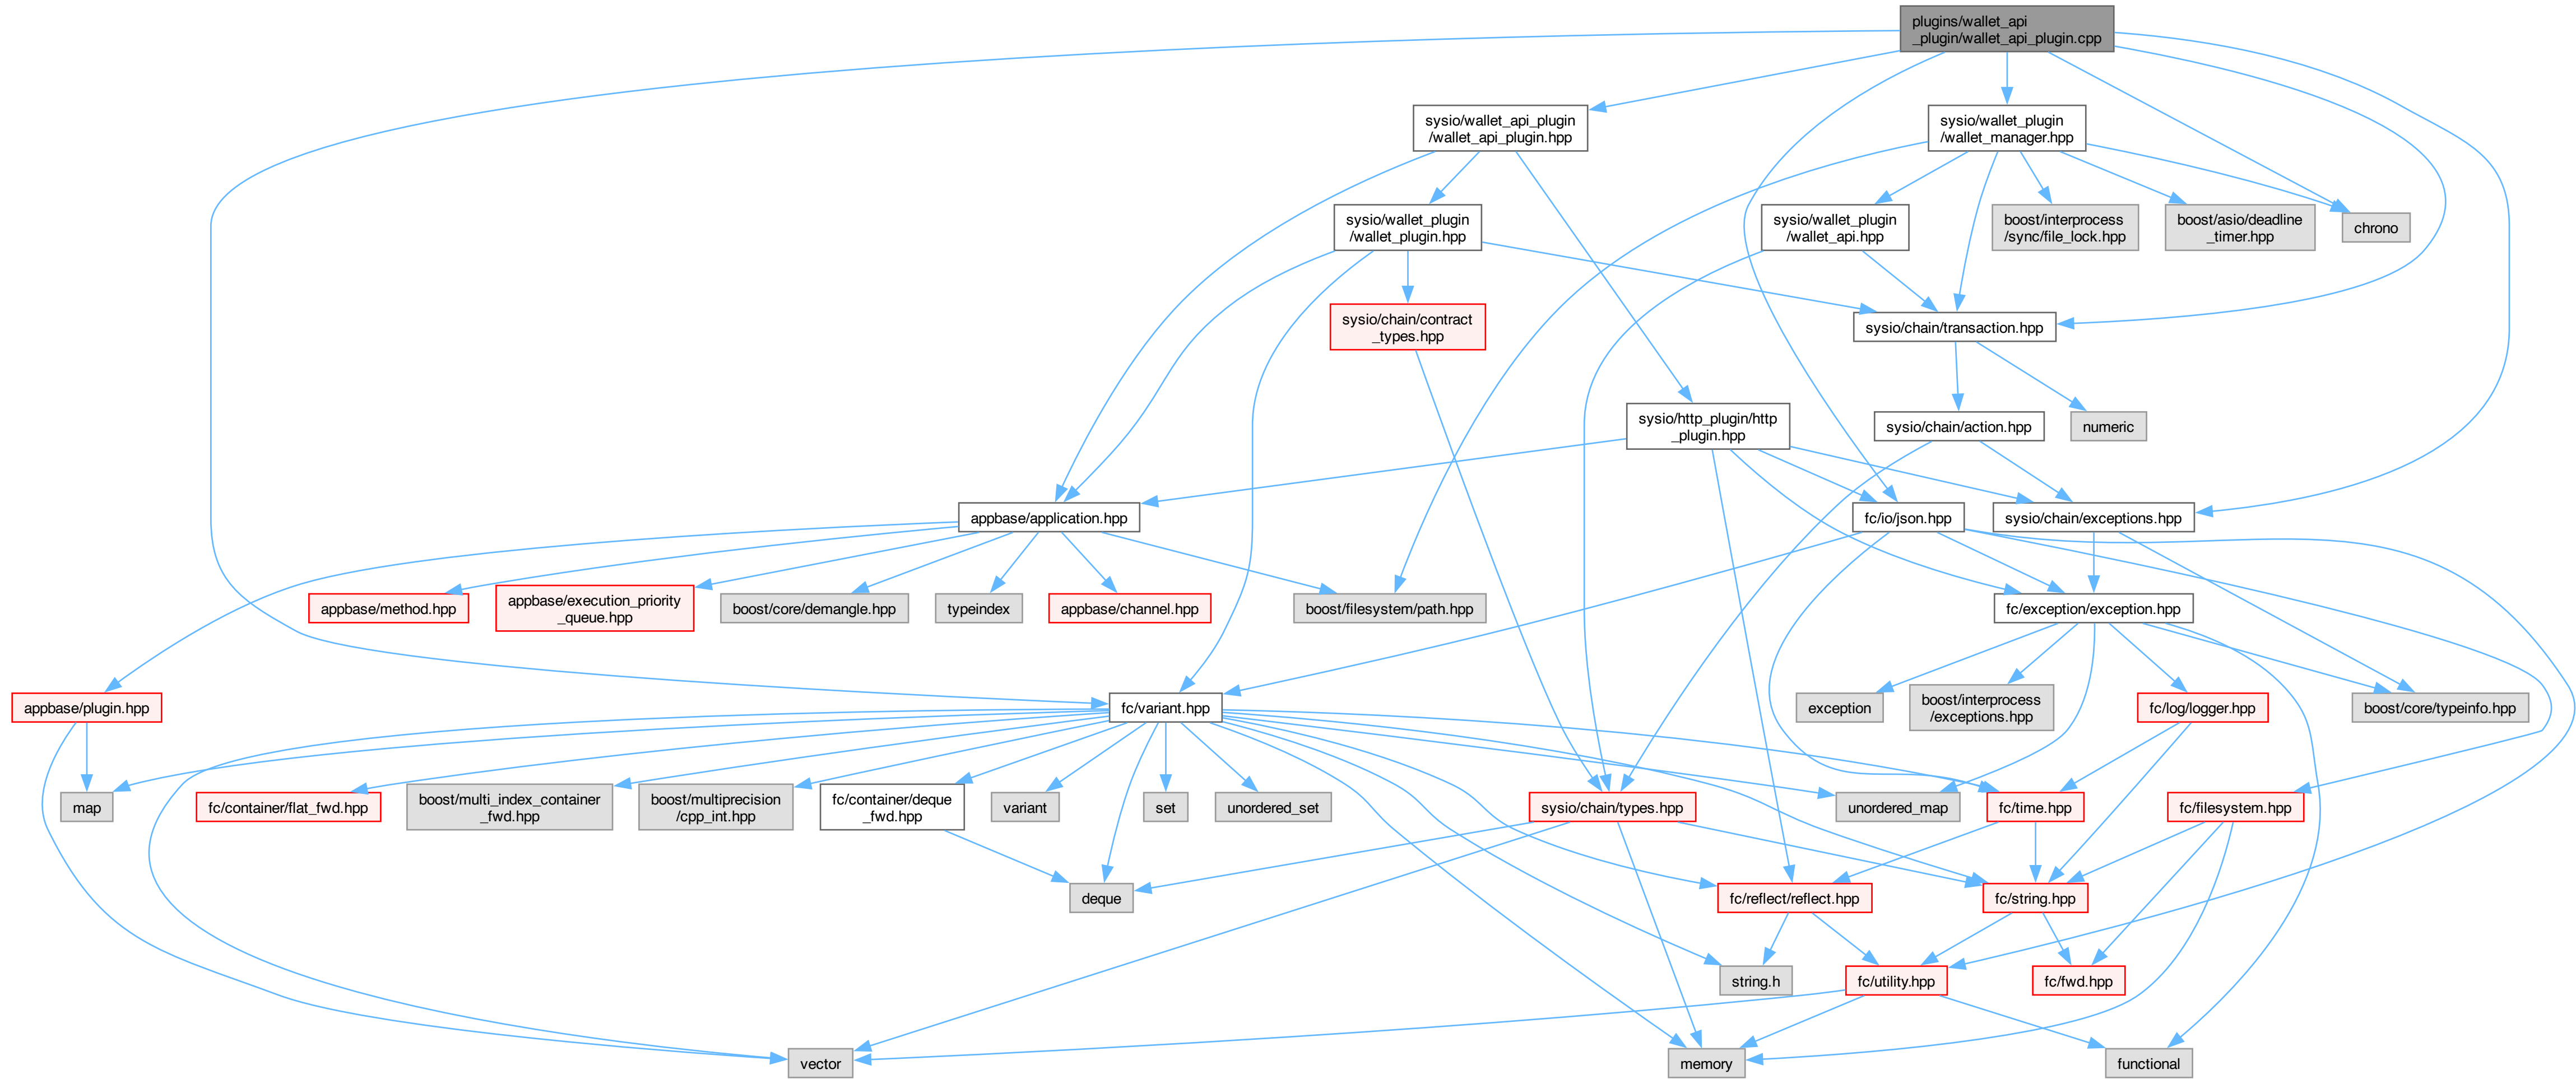 plugins/wallet_api
_plugin/wallet_api_plugin.cpp
sysio/wallet_api_plugin
/wallet_api_plugin.hpp
sysio/wallet_plugin
/wallet_manager.hpp
sysio/wallet_plugin
/wallet_plugin.hpp
sysio/wallet_plugin
/wallet_api.hpp
boost/interprocess
/sync/file_lock.hpp
boost/asio/deadline
_timer.hpp
chrono
sysio/chain/contract
_types.hpp
sysio/chain/transaction.hpp
sysio/http_plugin/http
_plugin.hpp
sysio/chain/action.hpp
numeric
appbase/application.hpp
fc/io/json.hpp
sysio/chain/exceptions.hpp
appbase/method.hpp
appbase/execution_priority
_queue.hpp
boost/core/demangle.hpp
typeindex
appbase/channel.hpp
boost/filesystem/path.hpp
fc/exception/exception.hpp
appbase/plugin.hpp
fc/variant.hpp
exception
boost/interprocess
/exceptions.hpp
fc/log/logger.hpp
boost/core/typeinfo.hpp
map
fc/container/flat_fwd.hpp
boost/multi_index_container
_fwd.hpp
boost/multiprecision
/cpp_int.hpp
fc/container/deque
_fwd.hpp
variant
set
unordered_set
sysio/chain/types.hpp
unordered_map
fc/time.hpp
fc/filesystem.hpp
deque
fc/reflect/reflect.hpp
fc/string.hpp
string.h
fc/utility.hpp
fc/fwd.hpp
vector
memory
functional